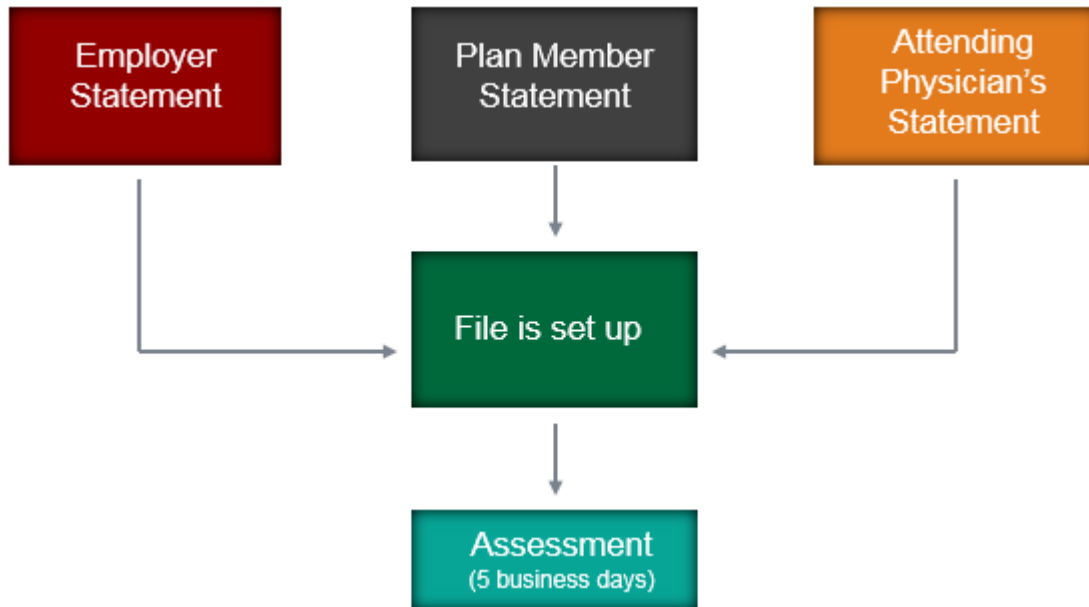 Employer
Statement
Plan Member
Statement
Attending
Physician’s
Statement
File is set up
Assessment
(5 business days)